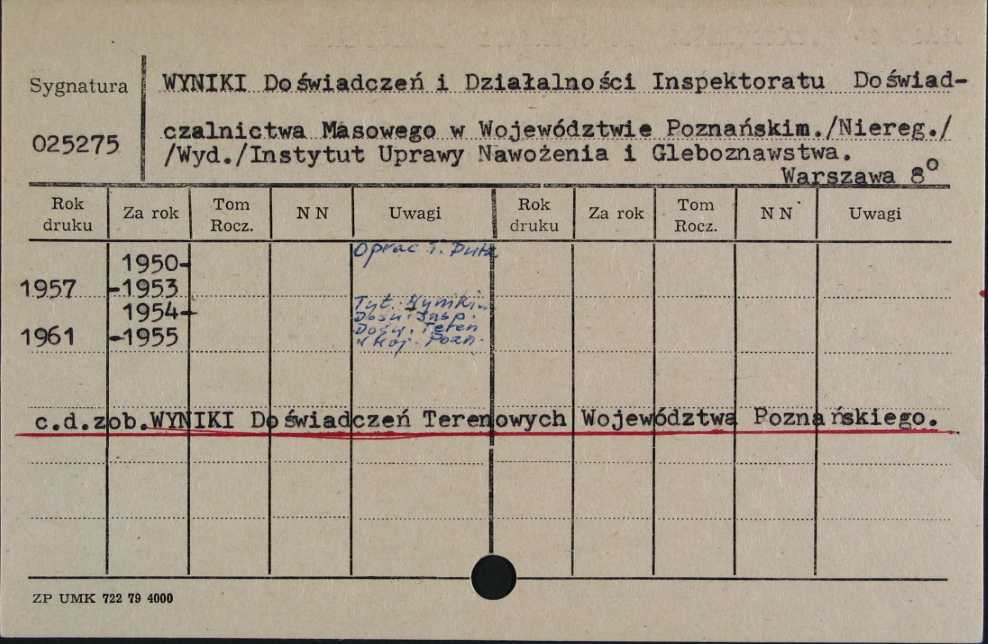 Sygnatura
025275
WYNIKI Doświadczeń i Działalności Inspektoratu Doświad-
czalnictwa Masowego w Województwie Poznańskim./Niereg./
/Wyd./Instytut Uprawy Nawożenia i Gleboznawstwa.
Warszawa 8°
Rok druku Za rok Tom Rocz. N N Uwagi Rok druku Za rok Tom Rocz. N N Uwagi
Oprac T.
1950-
1957 -1953
1954-
1961 -1955
Tyt. Wyniki
Dośw. Insp.
Dośw. Teren
w Woj. Pozn.
c.d.zob.WYNIKI Doświadczeń Terenowych Województwa Poznańskiego.
ZP UMK 722 79 4000